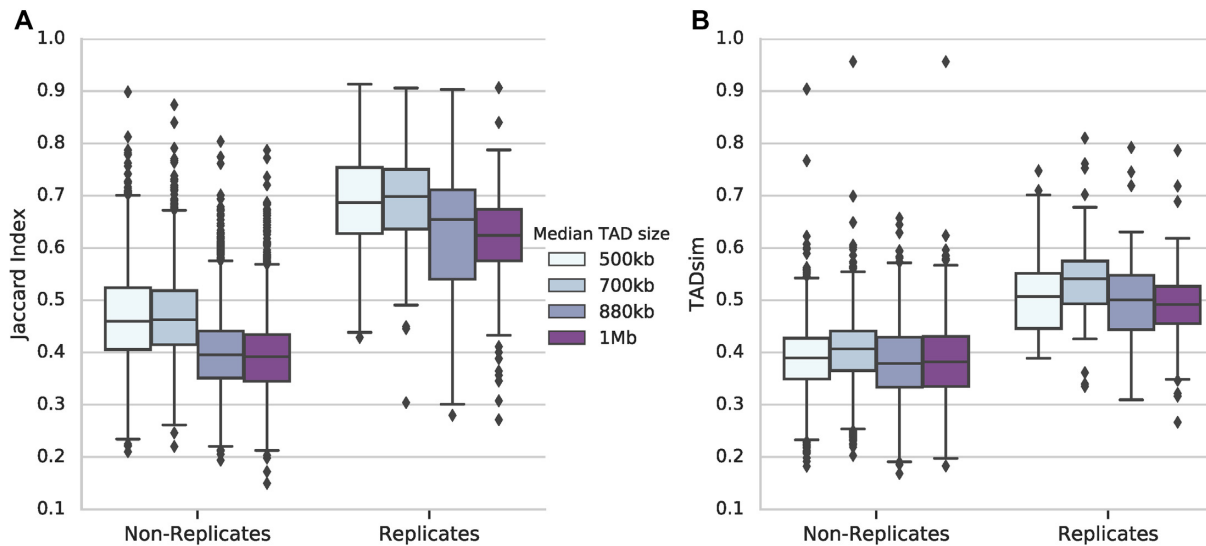 A
B
Jaccard Index
1.0
0.9
0.8
0.7
0.6
0.5
0.4
0.3
0.2
0.1
Non-Replicates
Replicates
Median TAD size
500kb
700kb
880kb
1Mb
TADsim
1.0
0.9
0.8
0.7
0.6
0.5
0.4
0.3
0.2
0.1
Non-Replicates
Replicates